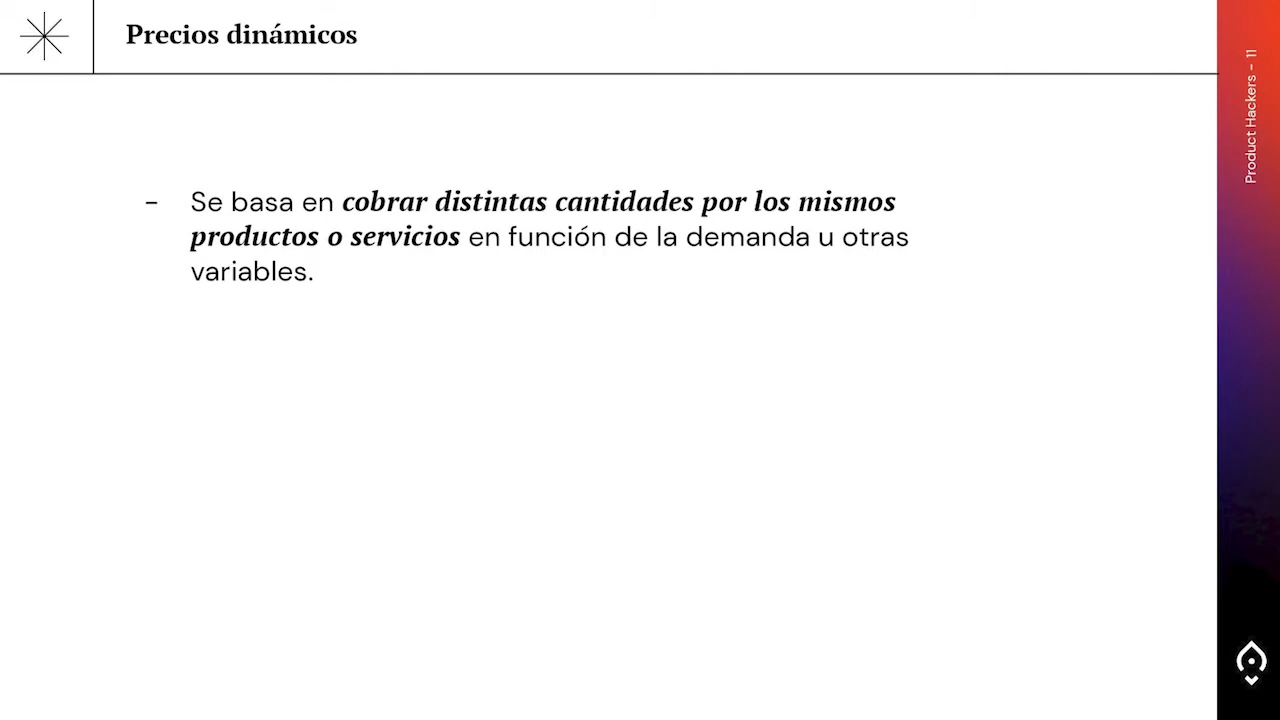 Precios dinámicos
Product Hackers - 11
- Se basa en cobrar distintas cantidades por los mismos
productos o servicios en función de la demanda u otras
variables.